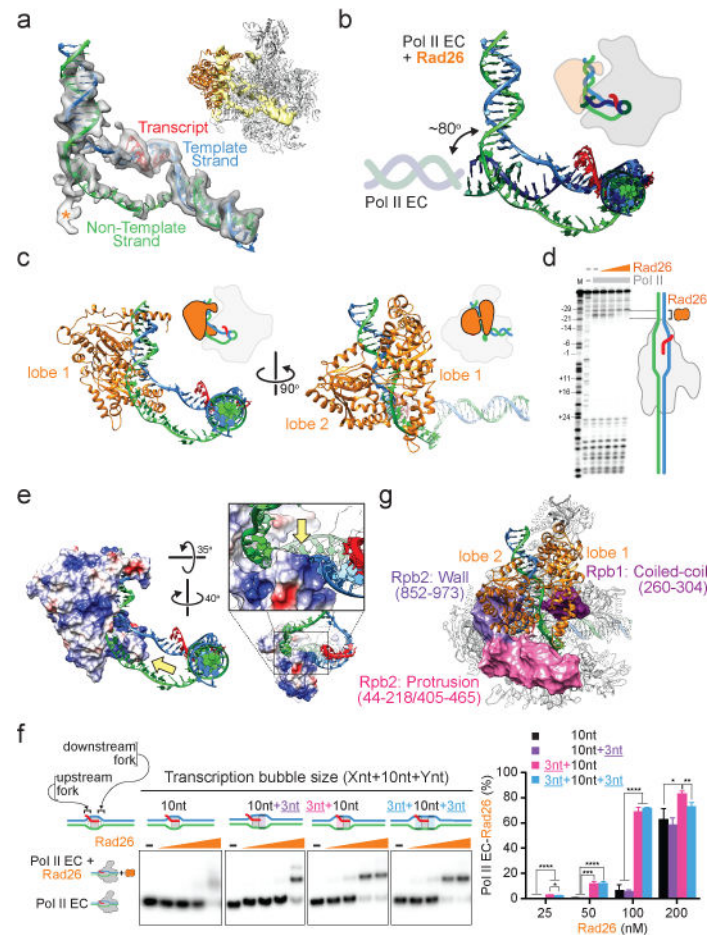 a
Transcript
Template
Strand
*
Non-Template
Strand
b
Pol II EC
+ Rad26
~80°
Pol II EC
c
lobe 1
90°
lobe 1
lobe 2
d
Rad26
Pol II
M
- -
-
Rad26
-29
-21
-14
-6
-1
+11
+16
+24
e
35°
40°
g
lobe 2
lobe 1
Rpb2: Wall
(852-973)
Rpb1: Coiled-coil
(260-304)
Rpb2: Protrusion
(44-218/405-465)
f
downstream
fork
upstream
fork
Transcription bubble size (Xnt+10nt+Ynt)
10nt
10nt+3nt
3nt+10nt
3nt+10nt+3nt
Rad26
- - - -
Pol II EC +
Rad26
Pol II EC
10nt
10nt+3nt
3nt+10nt
3nt+10nt+3nt
Pol II EC-Rad26 (%)
100
80
60
40
20
0
****
*
****
***
****
* **
25 50 100 200
Rad26 (nM)